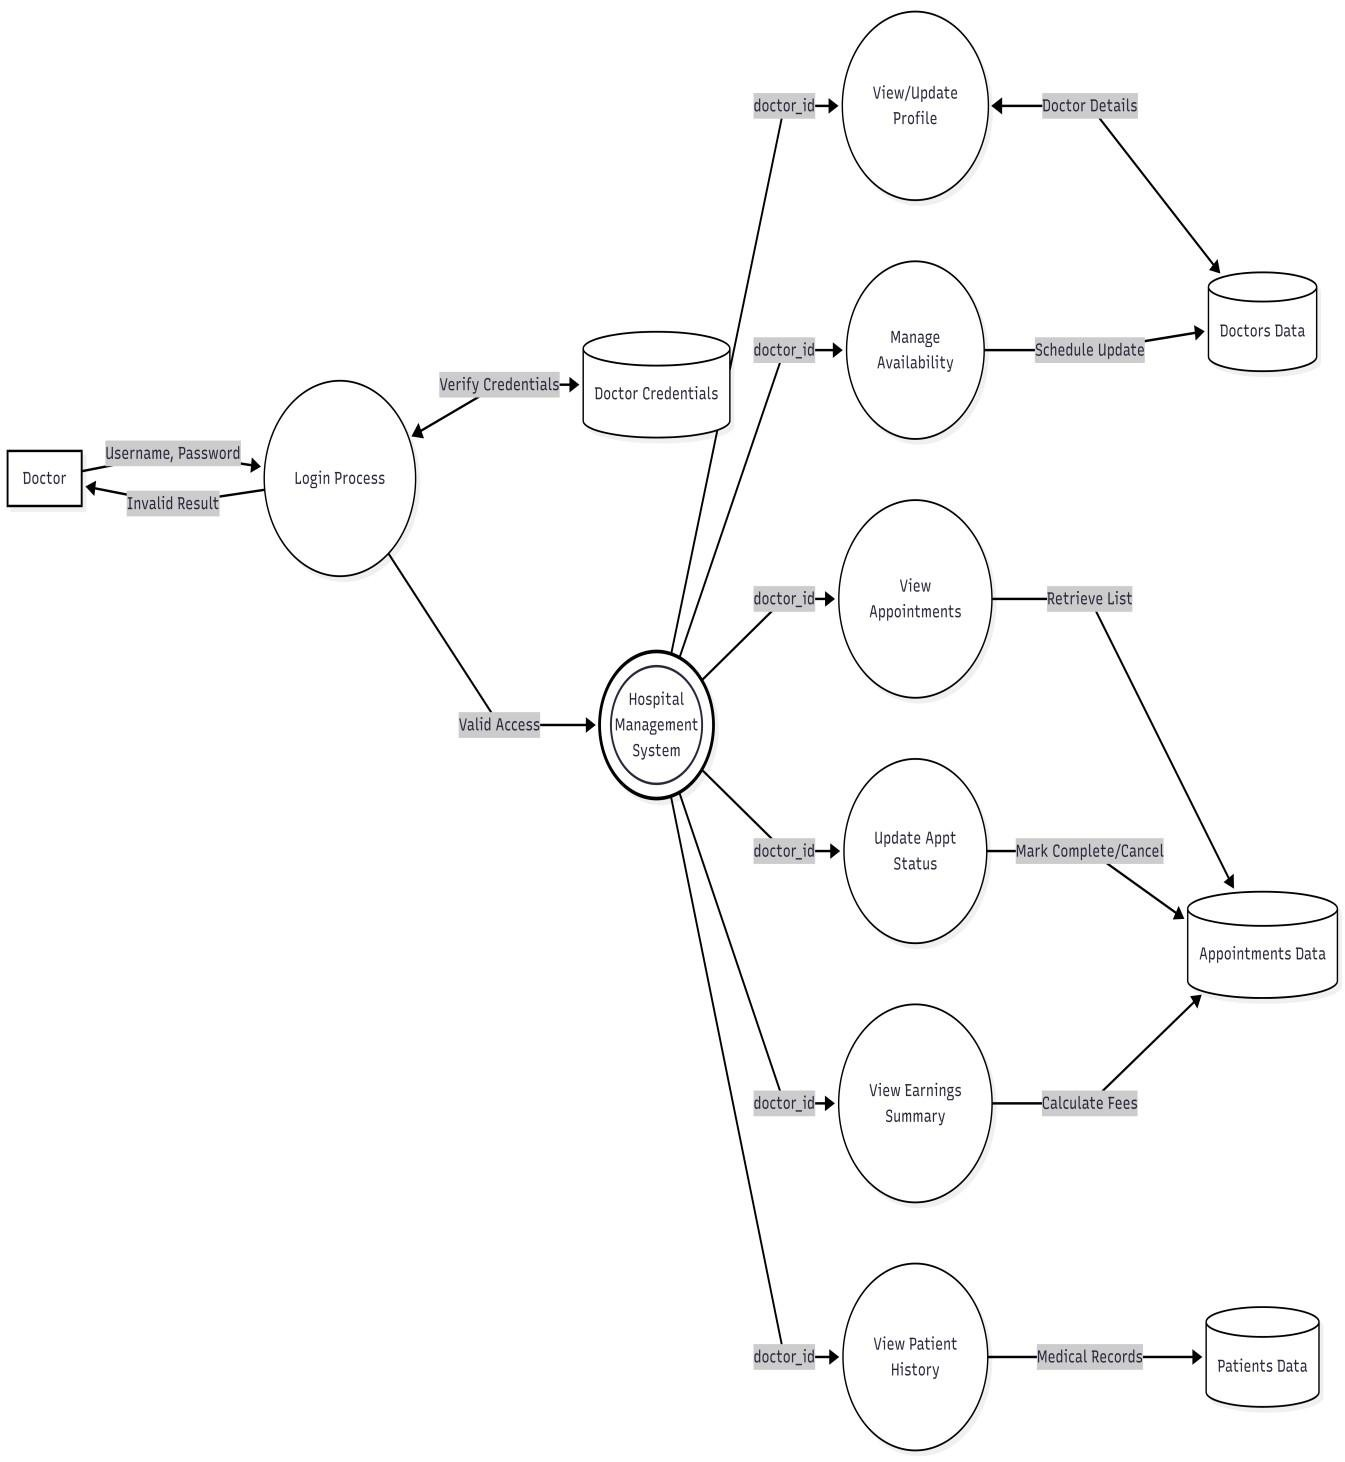 doctor_id
View/Update
Profile
Doctor Details
Doctors Data
doctor_id
Manage
Availability
Schedule Update
Verify Credentials
Doctor Credentials
Doctor
Username, Password
Invalid Result
Login Process
Valid Access
Hospital
Management
System
doctor_id
View
Appointments
Retrieve List
doctor_id
Update Appt
Status
Mark Complete/Cancel
Appointments Data
doctor_id
View Earnings
Summary
Calculate Fees
doctor_id
View Patient
History
Medical Records
Patients Data